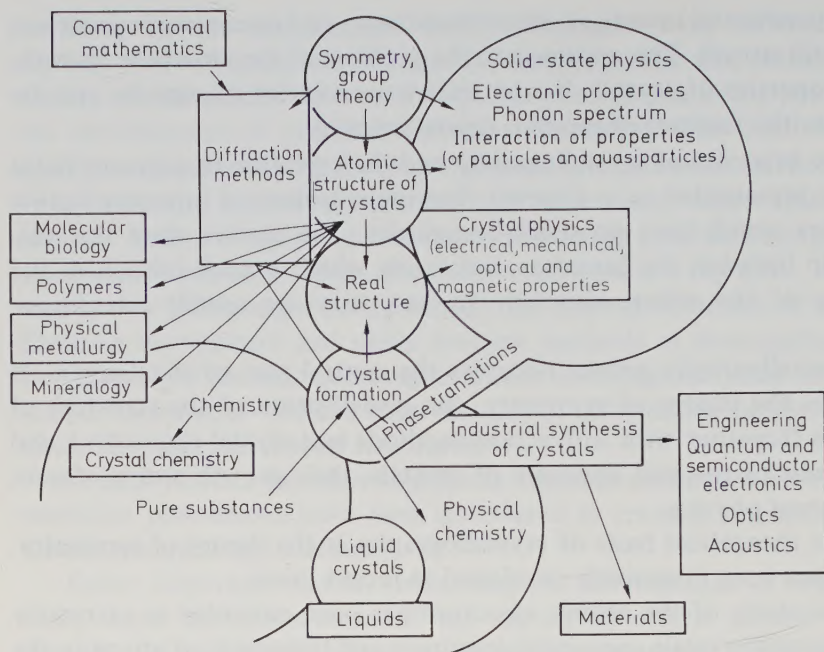 Computational
mathematics
Symmetry,
group
theory
Solid-state physics
Electronic properties
Phonon spectrum
Interaction of properties
(of particles and quasiparticles)
Diffraction
methods
Atomic
structure of
crystals
Molecular
biology
Polymers
Physical
metallurgy
Mineralogy
Crystal physics
(electrical, mechanical,
optical and
magnetic properties
Real
structure
Crystal
formation
Phase transitions
Chemistry
Crystal chemistry
Pure substances
Industrial synthesis
of crystals
Engineering
Quantum and
semiconductor
electronics
Optics
Acoustics
Physical chemistry
Liquid
crystals
Liquids
Materials